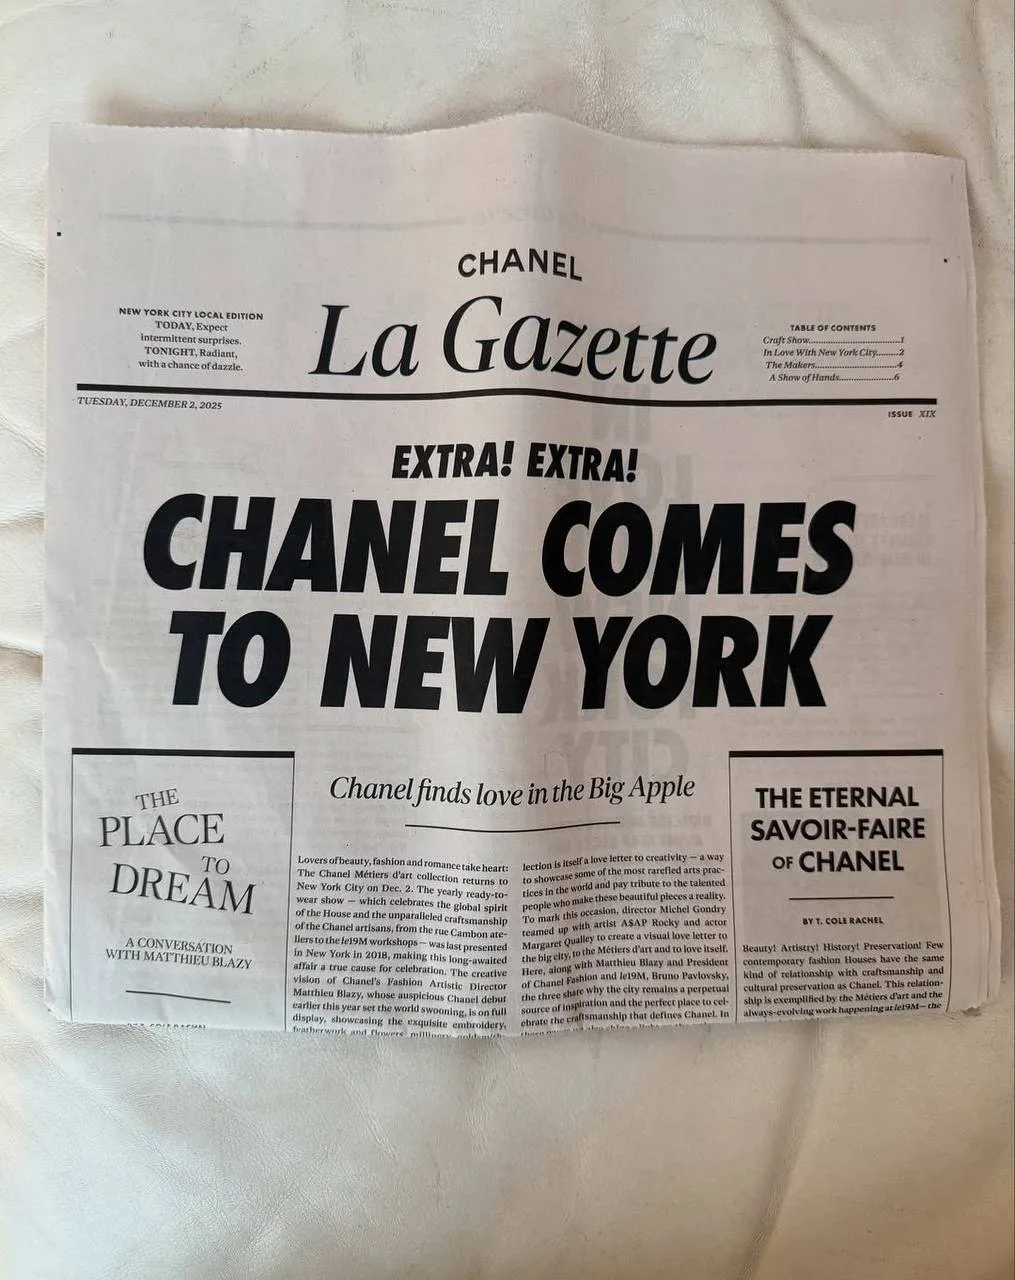 CHANEL
La Gazette
NEW YORK CITY LOCAL EDITION
TODAY, Expect
intermittent surprises.
TONIGHT, Radiant,
with a chance of dazzle.
TABLE OF CONTENTS
Craft Show....................................1
In Love With New York City.........2
The Makers.................................4
A Show of Hands......................6
TUESDAY, DECEMBER 2, 2025
ISSUE XIX
EXTRA! EXTRA!
CHANEL COMES
TO NEW YORK
THE
PLACE
TO
DREAM
A CONVERSATION
WITH MATTHIEU BLAZY
Chanel finds love in the Big Apple
Lovers of beauty, fashion and romance take heart:
The Chanel Métiers d'art collection returns to
New York City on Dec. 2. The yearly ready-to-
wear show — which celebrates the global spirit
of the House and the unparalleled craftsmanship
of the Chanel artisans, from the rue Cambon ate-
liers to the le19M workshops — was last presented
in New York in 2018, making this long-awaited
affair a true cause for celebration. The creative
vision of Chanel's Fashion Artistic Director
Matthieu Blazy, whose auspicious Chanel debut
earlier this year set the world swooning, is on full
display, showcasing the exquisite embroidery,
featherwork and flowers, millinery, goldsmith-
lection is itself a love letter to creativity — a way
to showcase some of the most rarefied arts prac-
tices in the world and pay tribute to the talented
people who make these beautiful pieces a reality.
To mark this occasion, director Michel Gondry
teamed up with artist A$AP Rocky and actor
Margaret Qualley to create a visual love letter to
the big city, to the Métiers d'art and to love itself.
Here, along with Matthieu Blazy and President
of Chanel Fashion and le19M, Bruno Pavlovsky,
the three share why the city remains a perpetual
source of inspiration and the perfect place to cel-
ebrate the craftsmanship that defines Chanel. In
THE ETERNAL
SAVOIR-FAIRE
OF CHANEL
BY T. COLE RACHEL
Beauty! Artistry! History! Preservation! Few
contemporary fashion Houses have the same
kind of relationship with craftsmanship and
cultural preservation as Chanel. This relation-
ship is exemplified by the Métiers d'art and the
always-evolving work happening at le19M— the